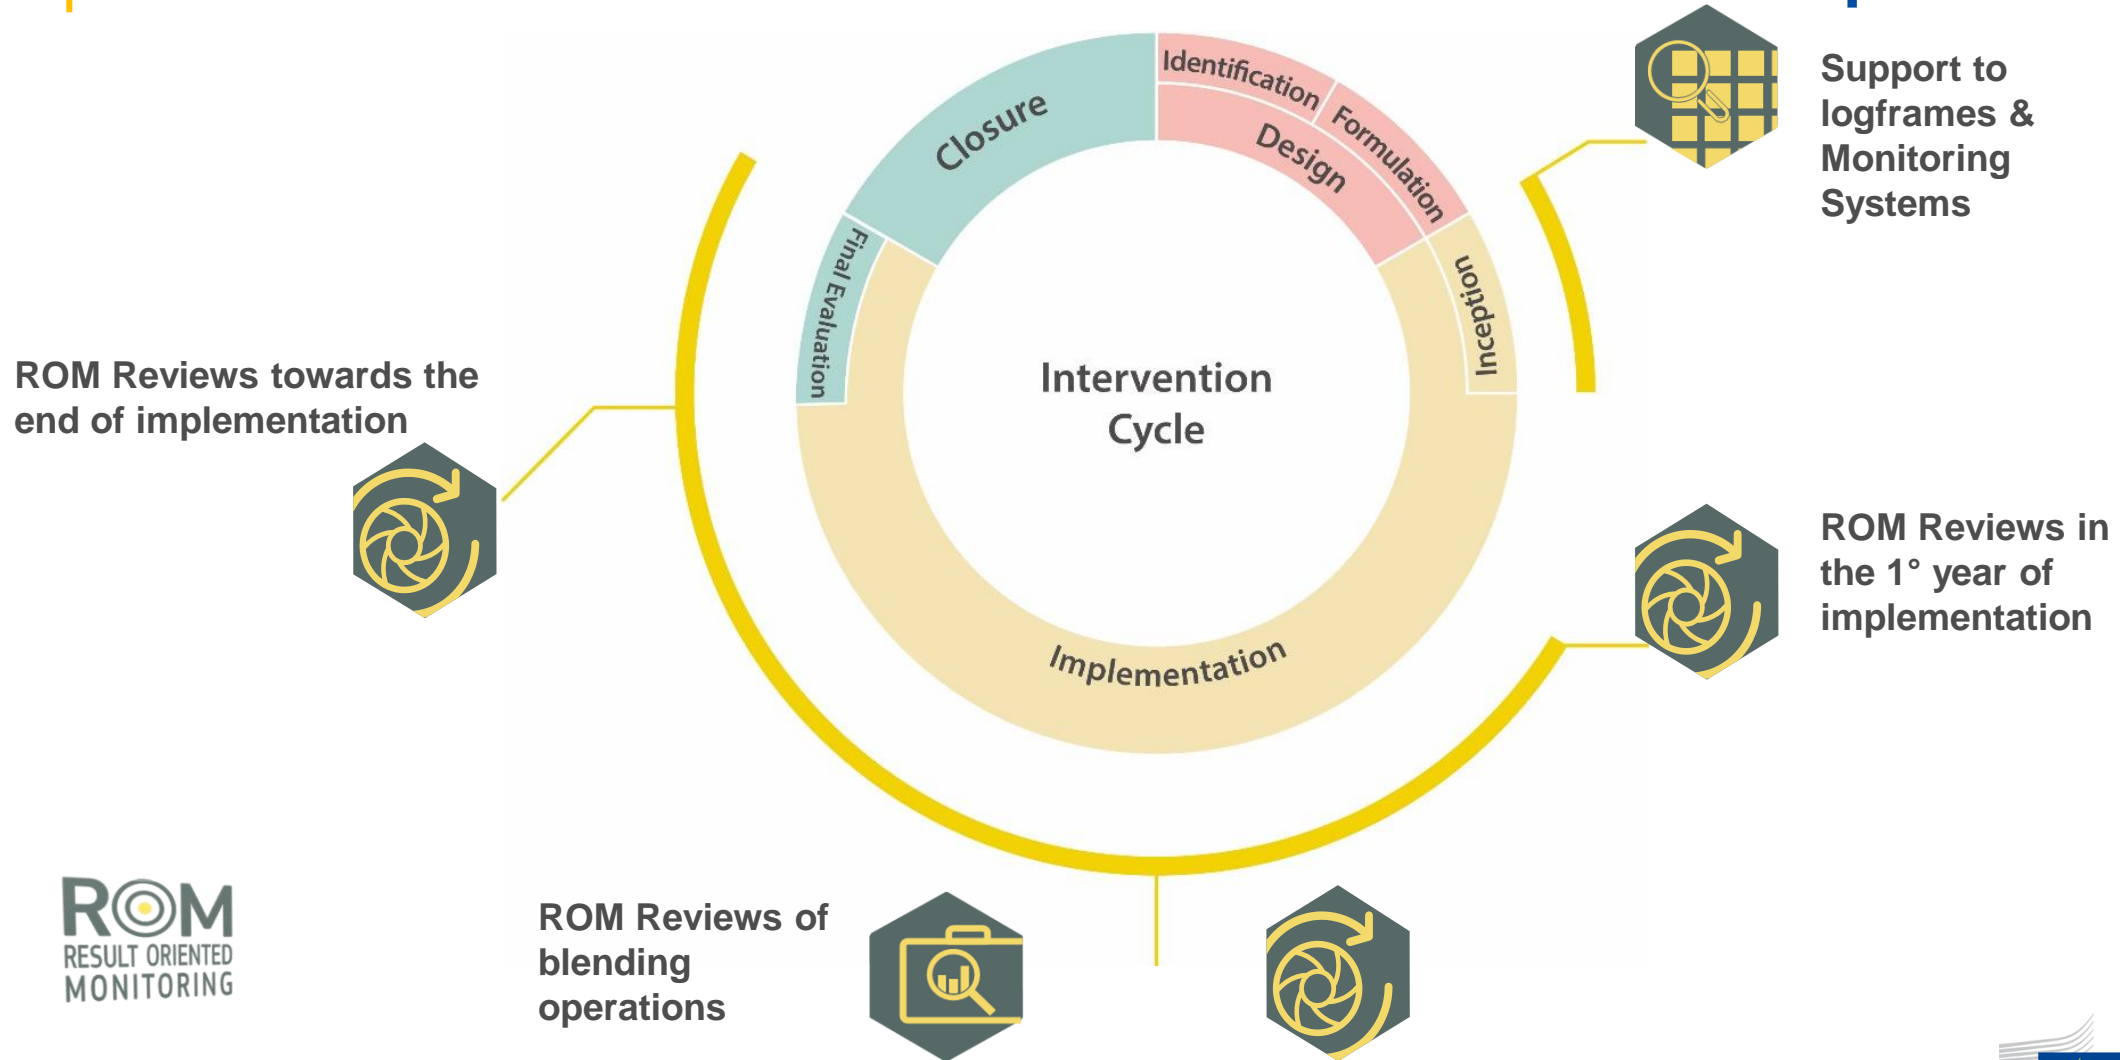 Support to
logframes &
Monitoring
Systems
Identification
Formulation
Design
Closure
Inception
Final Evaluation
Intervention
Cycle
Implementation
ROM Reviews towards the
end of implementation
ROM Reviews in
the 1° year of
implementation
ROM Reviews of
blending
operations
ROM
RESULT ORIENTED
MONITORING